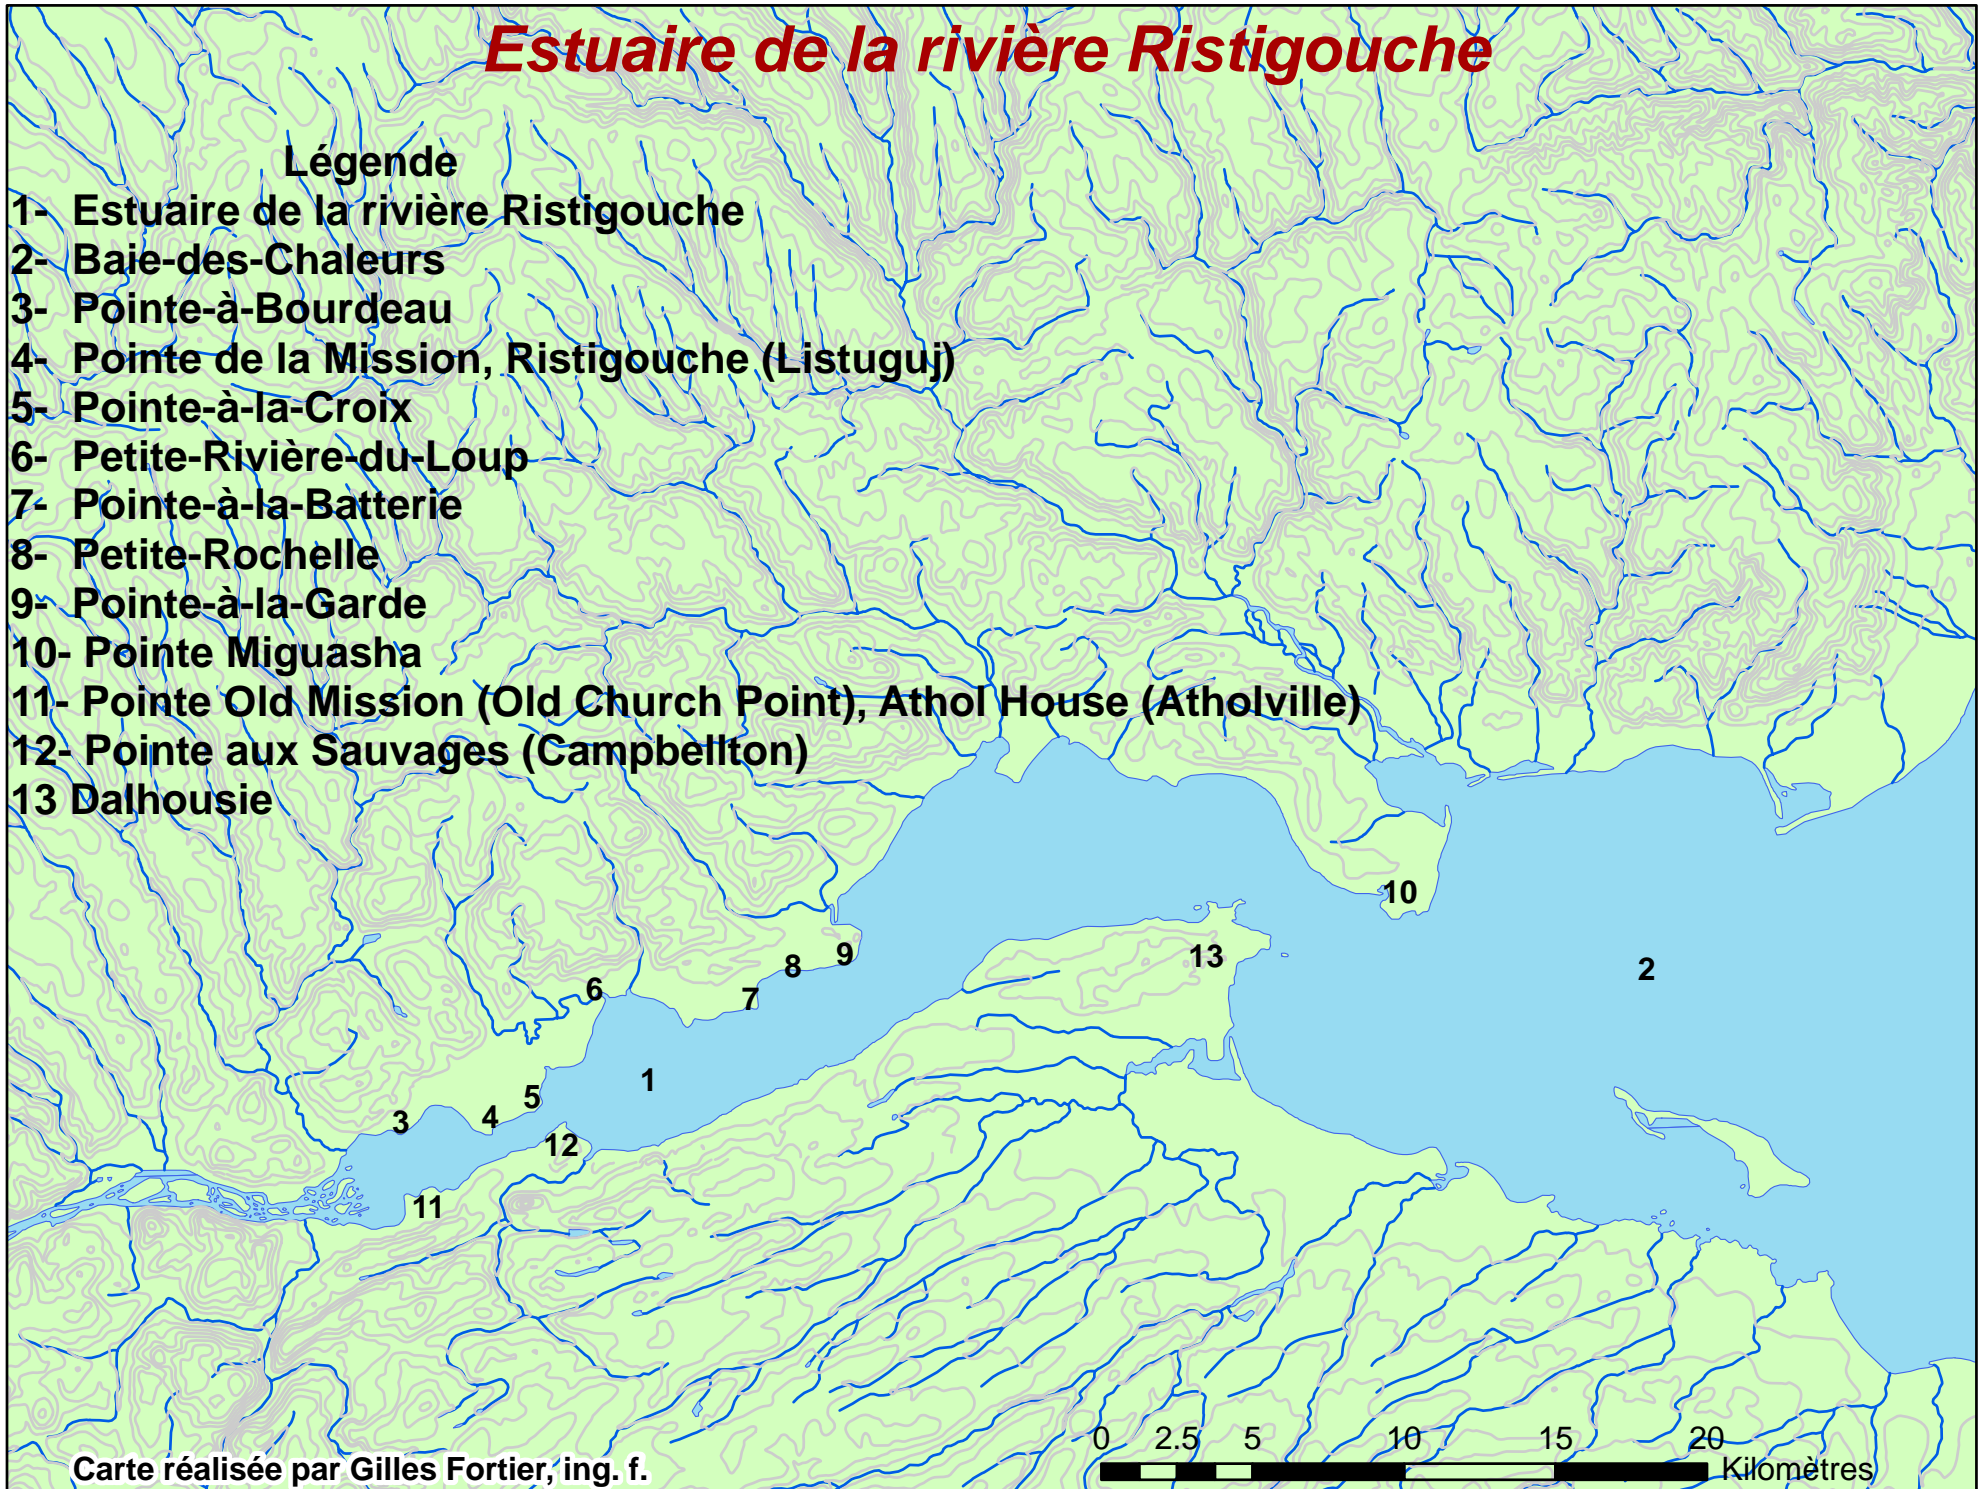 Estuaire de la rivière Ristigouche
Légende
1- Estuaire de la rivière Ristigouche
2- Baie-des-Chaleurs
3- Pointe-à-Bourdeau
4- Pointe de la Mission, Ristigouche (Listuguj)
5- Pointe-à-la-Croix
6- Petite-Rivière-du-Loup
7- Pointe-à-la-Batterie
8- Petite-Rochelle
9- Pointe-à-la-Garde
10- Pointe Miguasha
11- Pointe Old Mission (Old Church Point), Athol House (Atholville)
12- Pointe aux Sauvages (Campbellton)
13 Dalhousie
10
9
13
8
2
6
7
1
5
4
3
12
11
0 2.5 5 10 15 20
Kilomètres
Carte réalisée par Gilles Fortier, ing. f.